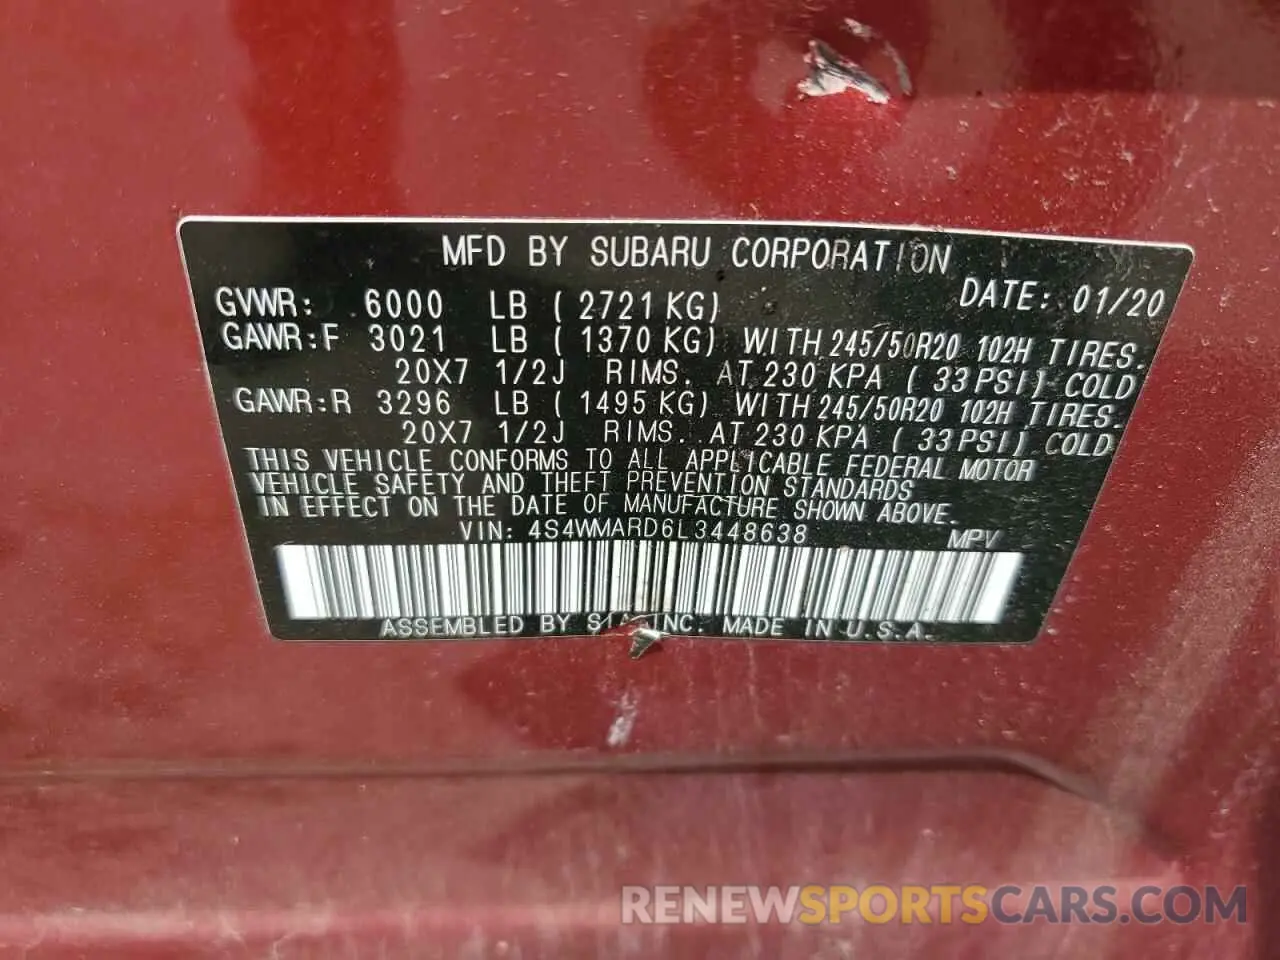 MFD BY SUBARU CORPORATION
GVWR: 6000 LB ( 2721 KG) DATE: 01/20
GAWR:F 3021 LB ( 1370 KG) WITH 245/50R20 102H TIRES.
20X7 1/2J RIMS. AT 230 KPA ( 33 PSI) COLD
GAWR:R 3296 LB ( 1495 KG) WITH 245/50R20 102H TIRES.
20X7 1/2J RIMS. AT 230 KPA ( 33 PSI) COLD
THIS VEHICLE CONFORMS TO ALL APPLICABLE FEDERAL MOTOR
VEHICLE SAFETY AND THEFT PREVENTION STANDARDS
IN EFFECT ON THE DATE OF MANUFACTURE SHOWN ABOVE.
VIN: 4S4WMARD6L3448638 MPV
ASSEMBLED BY SIA INC. MADE IN U.S.A.
RENEWSPORTSCARS.COM